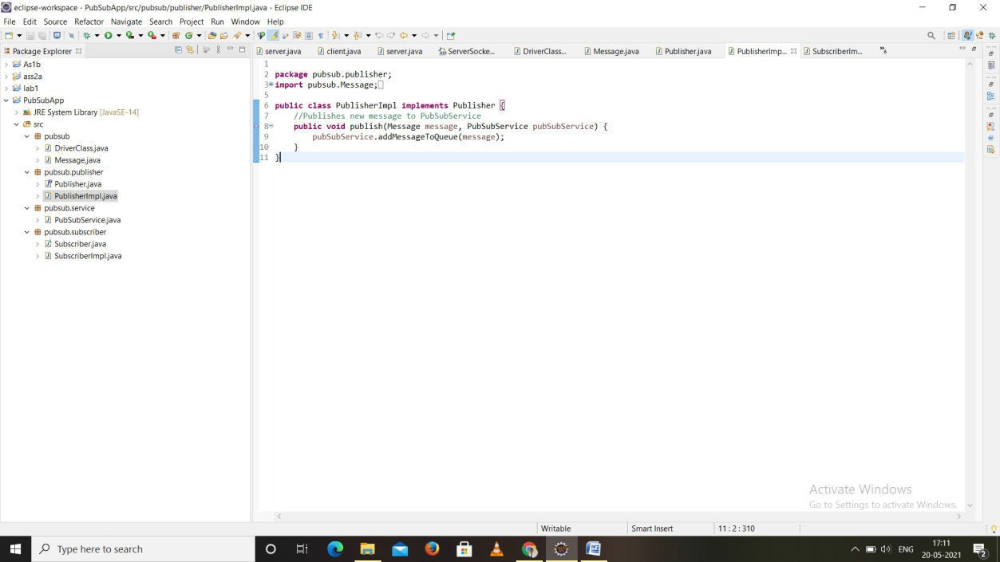 eclipse-workspace - PubSubApp/src/pubsub/publisher/PublisherImpl.java - Eclipse IDE
File Edit Source Refactor Navigate Search Project Run Window Help
Package Explorer
server.java client.java server.java ServerSocke... DriverClass... Message.java Publisher.java PublisherImp... SubscriberIm... »6
As1b
ass2a
lab1
PubSubApp
JRE System Library [JavaSE-14]
src
pubsub
DriverClass.java
Message.java
pubsub.publisher
Publisher.java
PublisherImpl.java
pubsub.service
PubSubService.java
pubsub.subscriber
Subscriber.java
SubscriberImpl.java
1
2 package pubsub.publisher;
3 import pubsub.Message;
5
6 public class PublisherImpl implements Publisher {
7 //Publishes new message to PubSubService
8 public void publish(Message message, PubSubService pubSubService) {
9 pubSubService.addMessageToQueue(message);
10 }
11 }
Activate Windows
Go to Settings to activate Windows.
Writable Smart Insert 11 : 2 : 310
Type here to search
ENG
17:11
20-05-2021
2